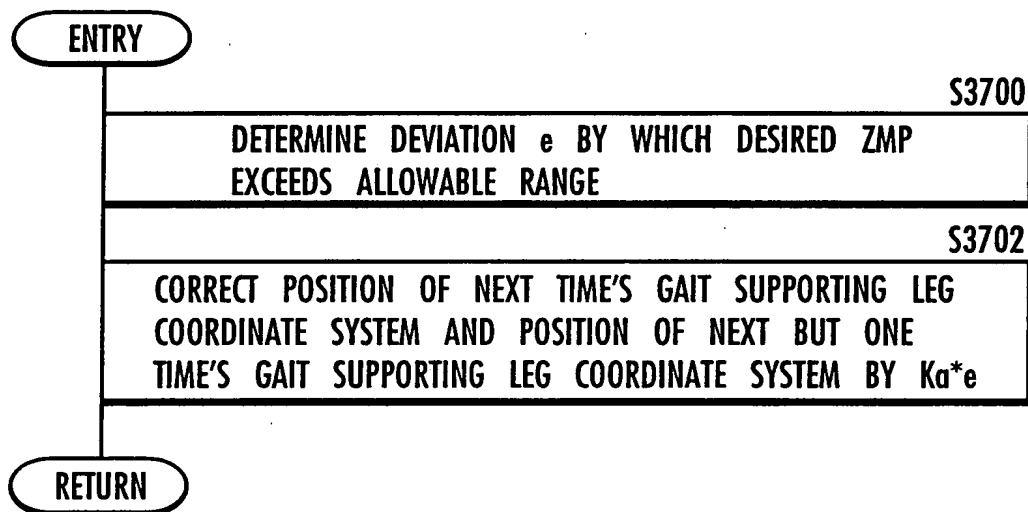 ENTRY
S3700
DETERMINE DEVIATION e BY WHICH DESIRED ZMP
EXCEEDS ALLOWABLE RANGE
S3702
CORRECT POSITION OF NEXT TIME'S GAIT SUPPORTING LEG
COORDINATE SYSTEM AND POSITION OF NEXT BUT ONE
TIME'S GAIT SUPPORTING LEG COORDINATE SYSTEM BY Ka*e
RETURN